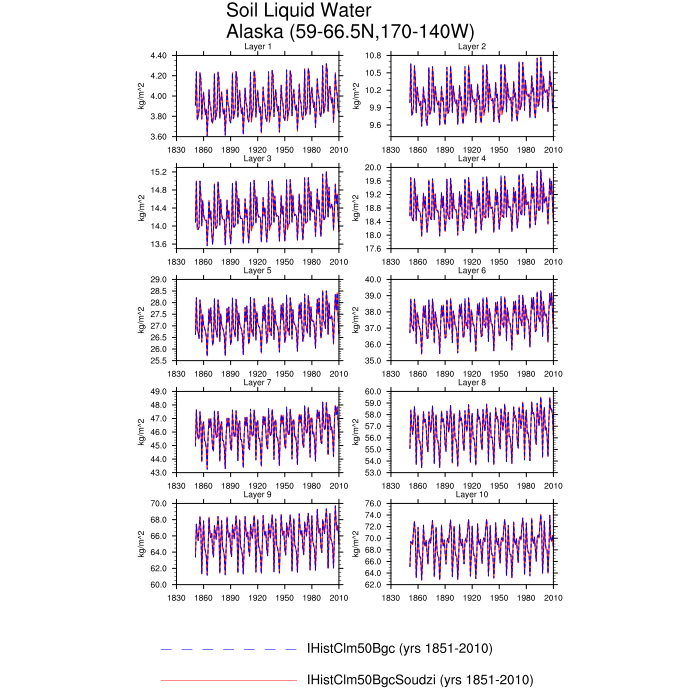 Soil Liquid Water
Alaska (59-66.5N,170-140W)
Layer 1
Layer 2
4.40
4.20
4.00
3.80
3.60
kg/m^2
1830 1860 1890 1920 1950 1980 2010
10.8
10.5
10.2
9.9
9.6
kg/m^2
1830 1860 1890 1920 1950 1980 2010
Layer 3
Layer 4
15.2
14.8
14.4
14.0
13.6
kg/m^2
1830 1860 1890 1920 1950 1980 2010
20.0
19.6
19.2
18.8
18.4
18.0
17.6
kg/m^2
1830 1860 1890 1920 1950 1980 2010
Layer 5
Layer 6
29.0
28.5
28.0
27.5
27.0
26.5
26.0
25.5
kg/m^2
1830 1860 1890 1920 1950 1980 2010
40.0
39.0
38.0
37.0
36.0
35.0
kg/m^2
1830 1860 1890 1920 1950 1980 2010
Layer 7
Layer 8
49.0
48.0
47.0
46.0
45.0
44.0
43.0
kg/m^2
1830 1860 1890 1920 1950 1980 2010
60.0
59.0
58.0
57.0
56.0
55.0
54.0
53.0
kg/m^2
1830 1860 1890 1920 1950 1980 2010
Layer 9
Layer 10
70.0
68.0
66.0
64.0
62.0
60.0
kg/m^2
1830 1860 1890 1920 1950 1980 2010
76.0
74.0
72.0
70.0
68.0
66.0
64.0
62.0
kg/m^2
1830 1860 1890 1920 1950 1980 2010
IHistClm50Bgc (yrs 1851-2010)
IHistClm50BgcSoudzi (yrs 1851-2010)